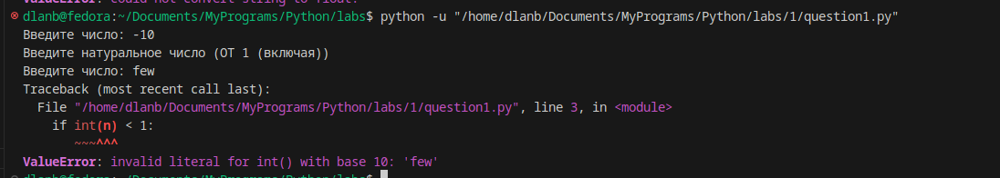 ValueError: could not convert string to float:
dlanb@fedora:~/Documents/MyPrograms/Python/labs$ python -u "/home/dlanb/Documents/MyPrograms/Python/labs/1/question1.py"
Введите число: -10
Введите натуральное число (ОТ 1 (включая))
Введите число: few
Traceback (most recent call last):
  File "/home/dlanb/Documents/MyPrograms/Python/labs/1/question1.py", line 3, in <module>
    if int(n) < 1:
       ~~~^^^
ValueError: invalid literal for int() with base 10: 'few'
dlanb@fedora:~/Documents/MyPrograms/Python/labs$